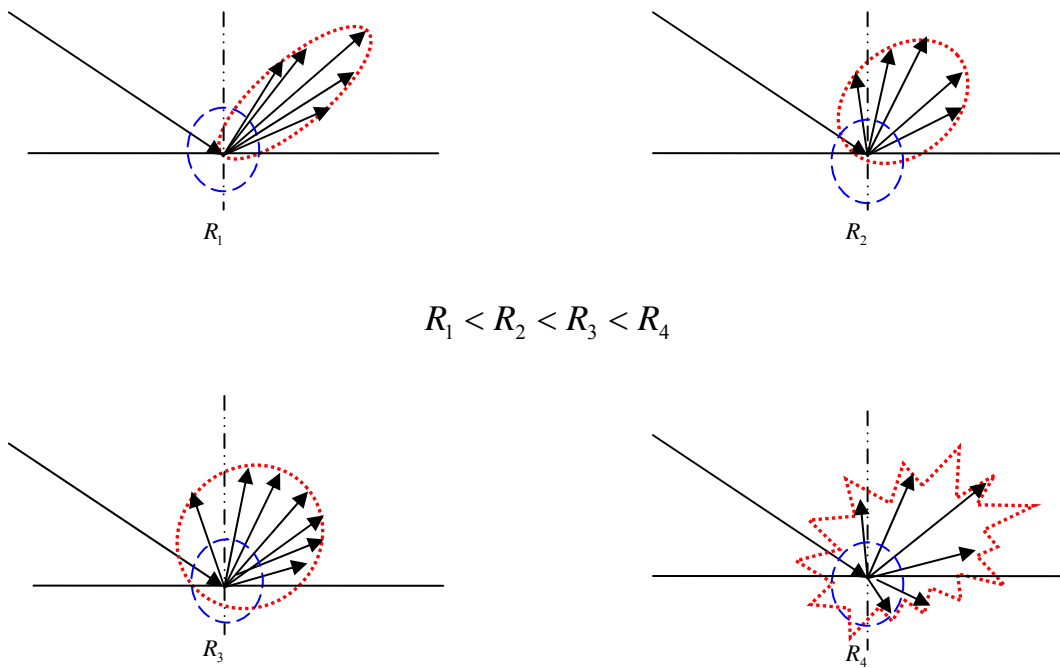 R₁
R₂
R₁ < R₂ < R₃ < R₄
R₃
R₄